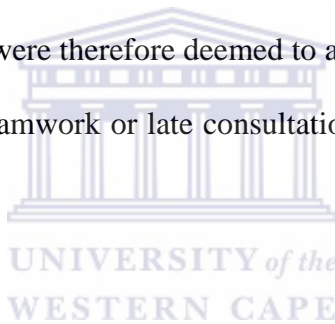 were therefore deemed to a
amwork or late consultatio
UNIVERSITY of the
WESTERN CAPE